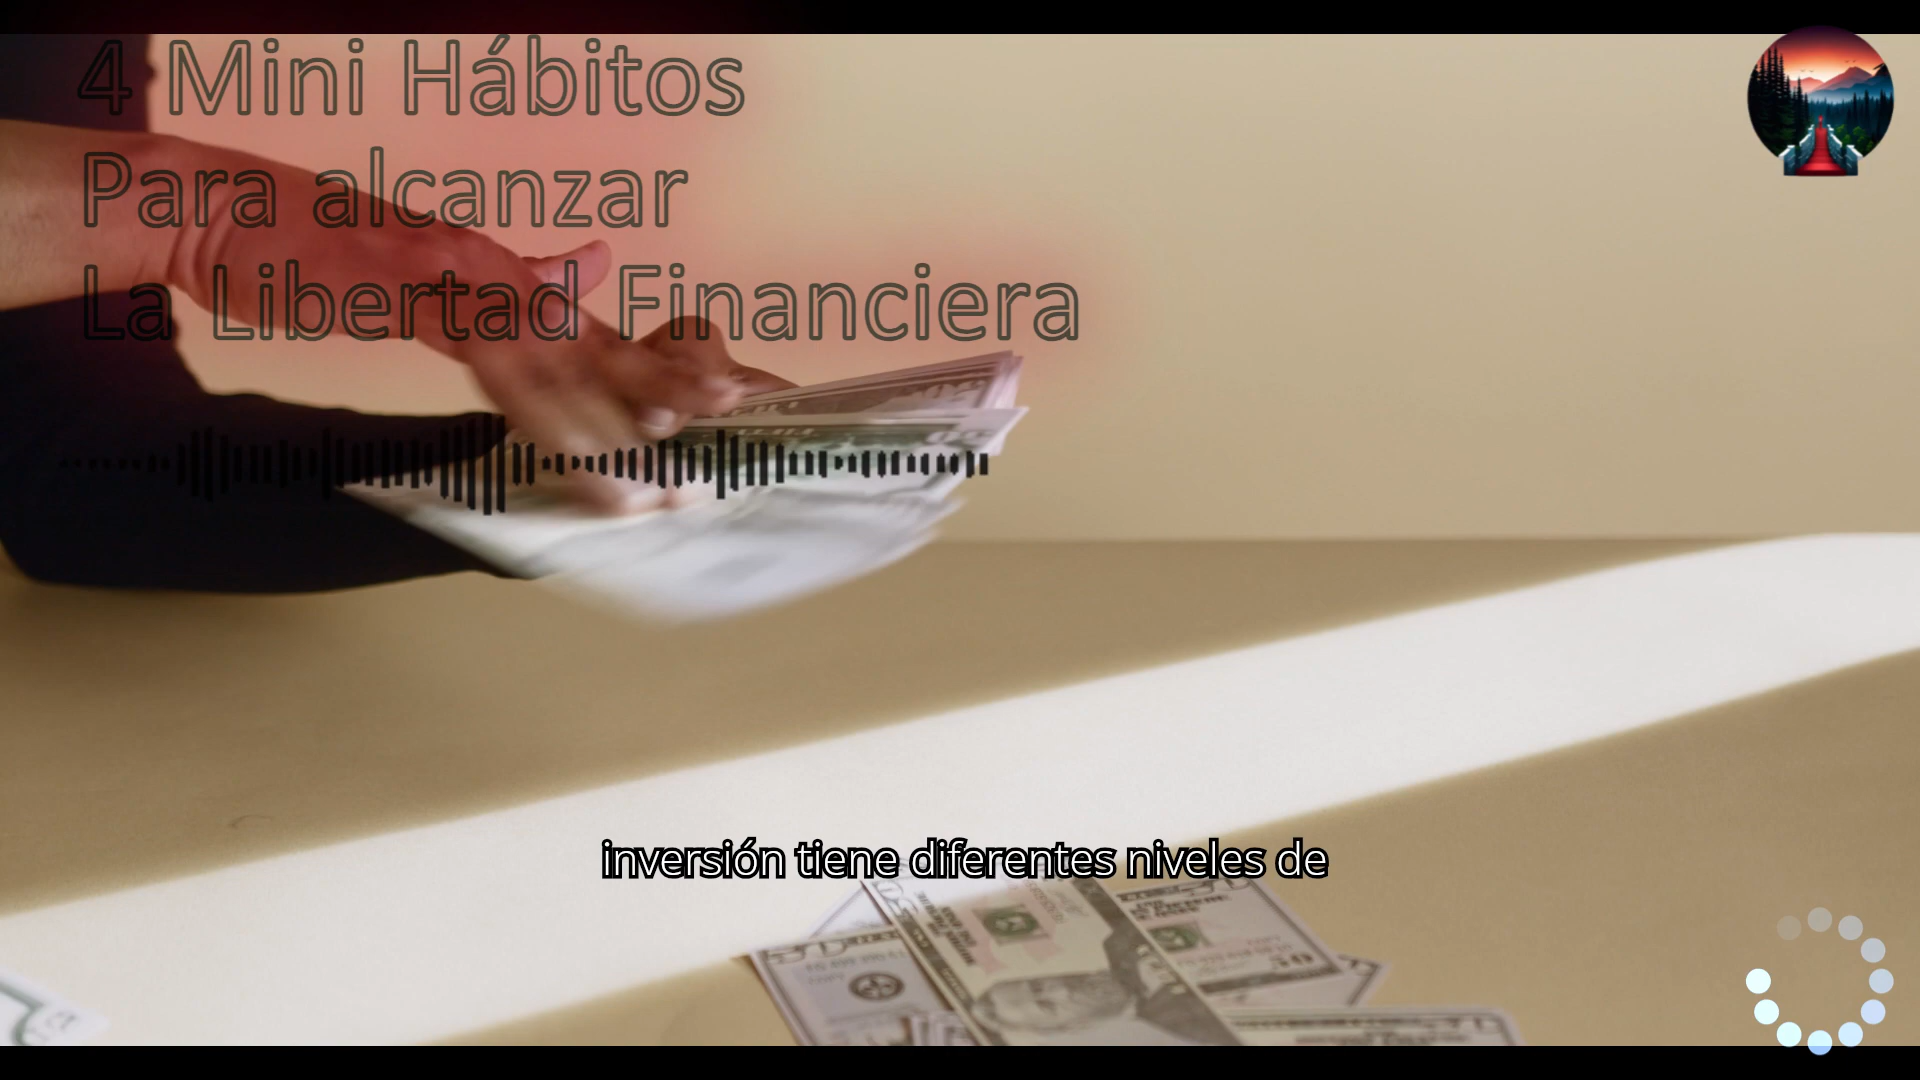 4 Mini Hábitos
Para alcanzar
La Libertad Financiera
inversión tiene diferentes niveles de